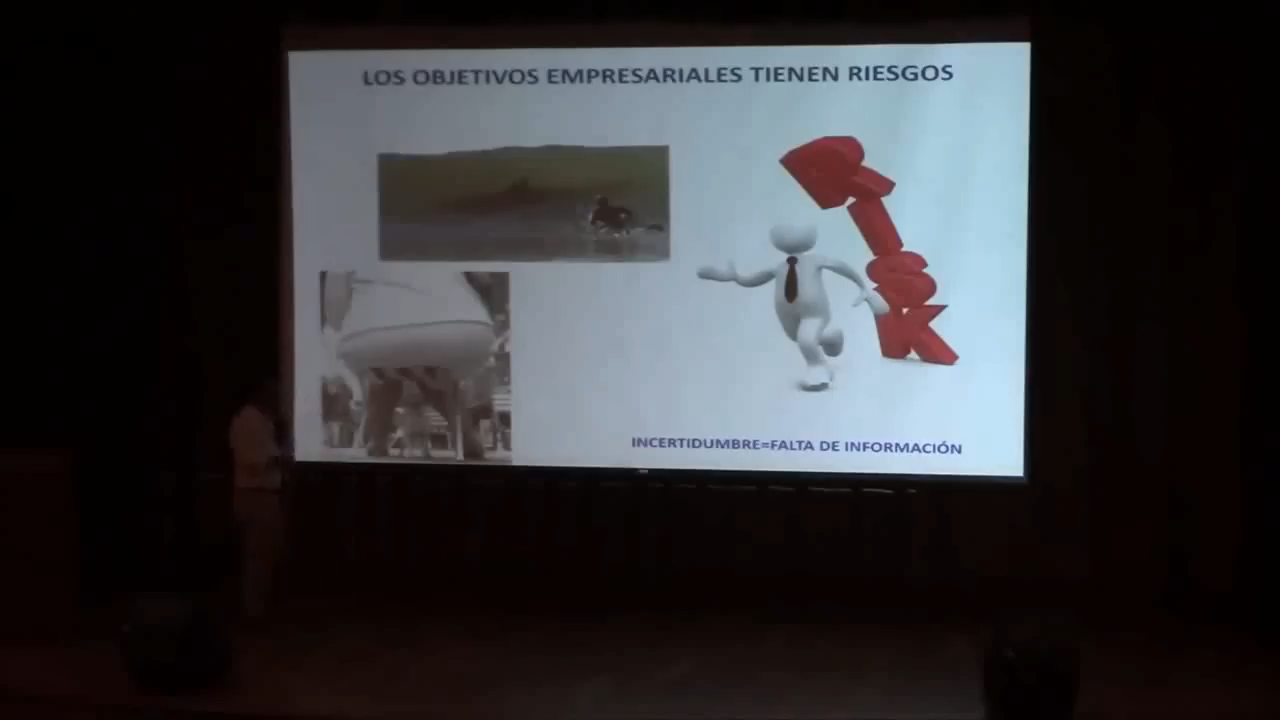 LOS OBJETIVOS EMPRESARIALES TIENEN RIESGOS
RISK
INCERTIDUMBRE=FALTA DE INFORMACIÓN